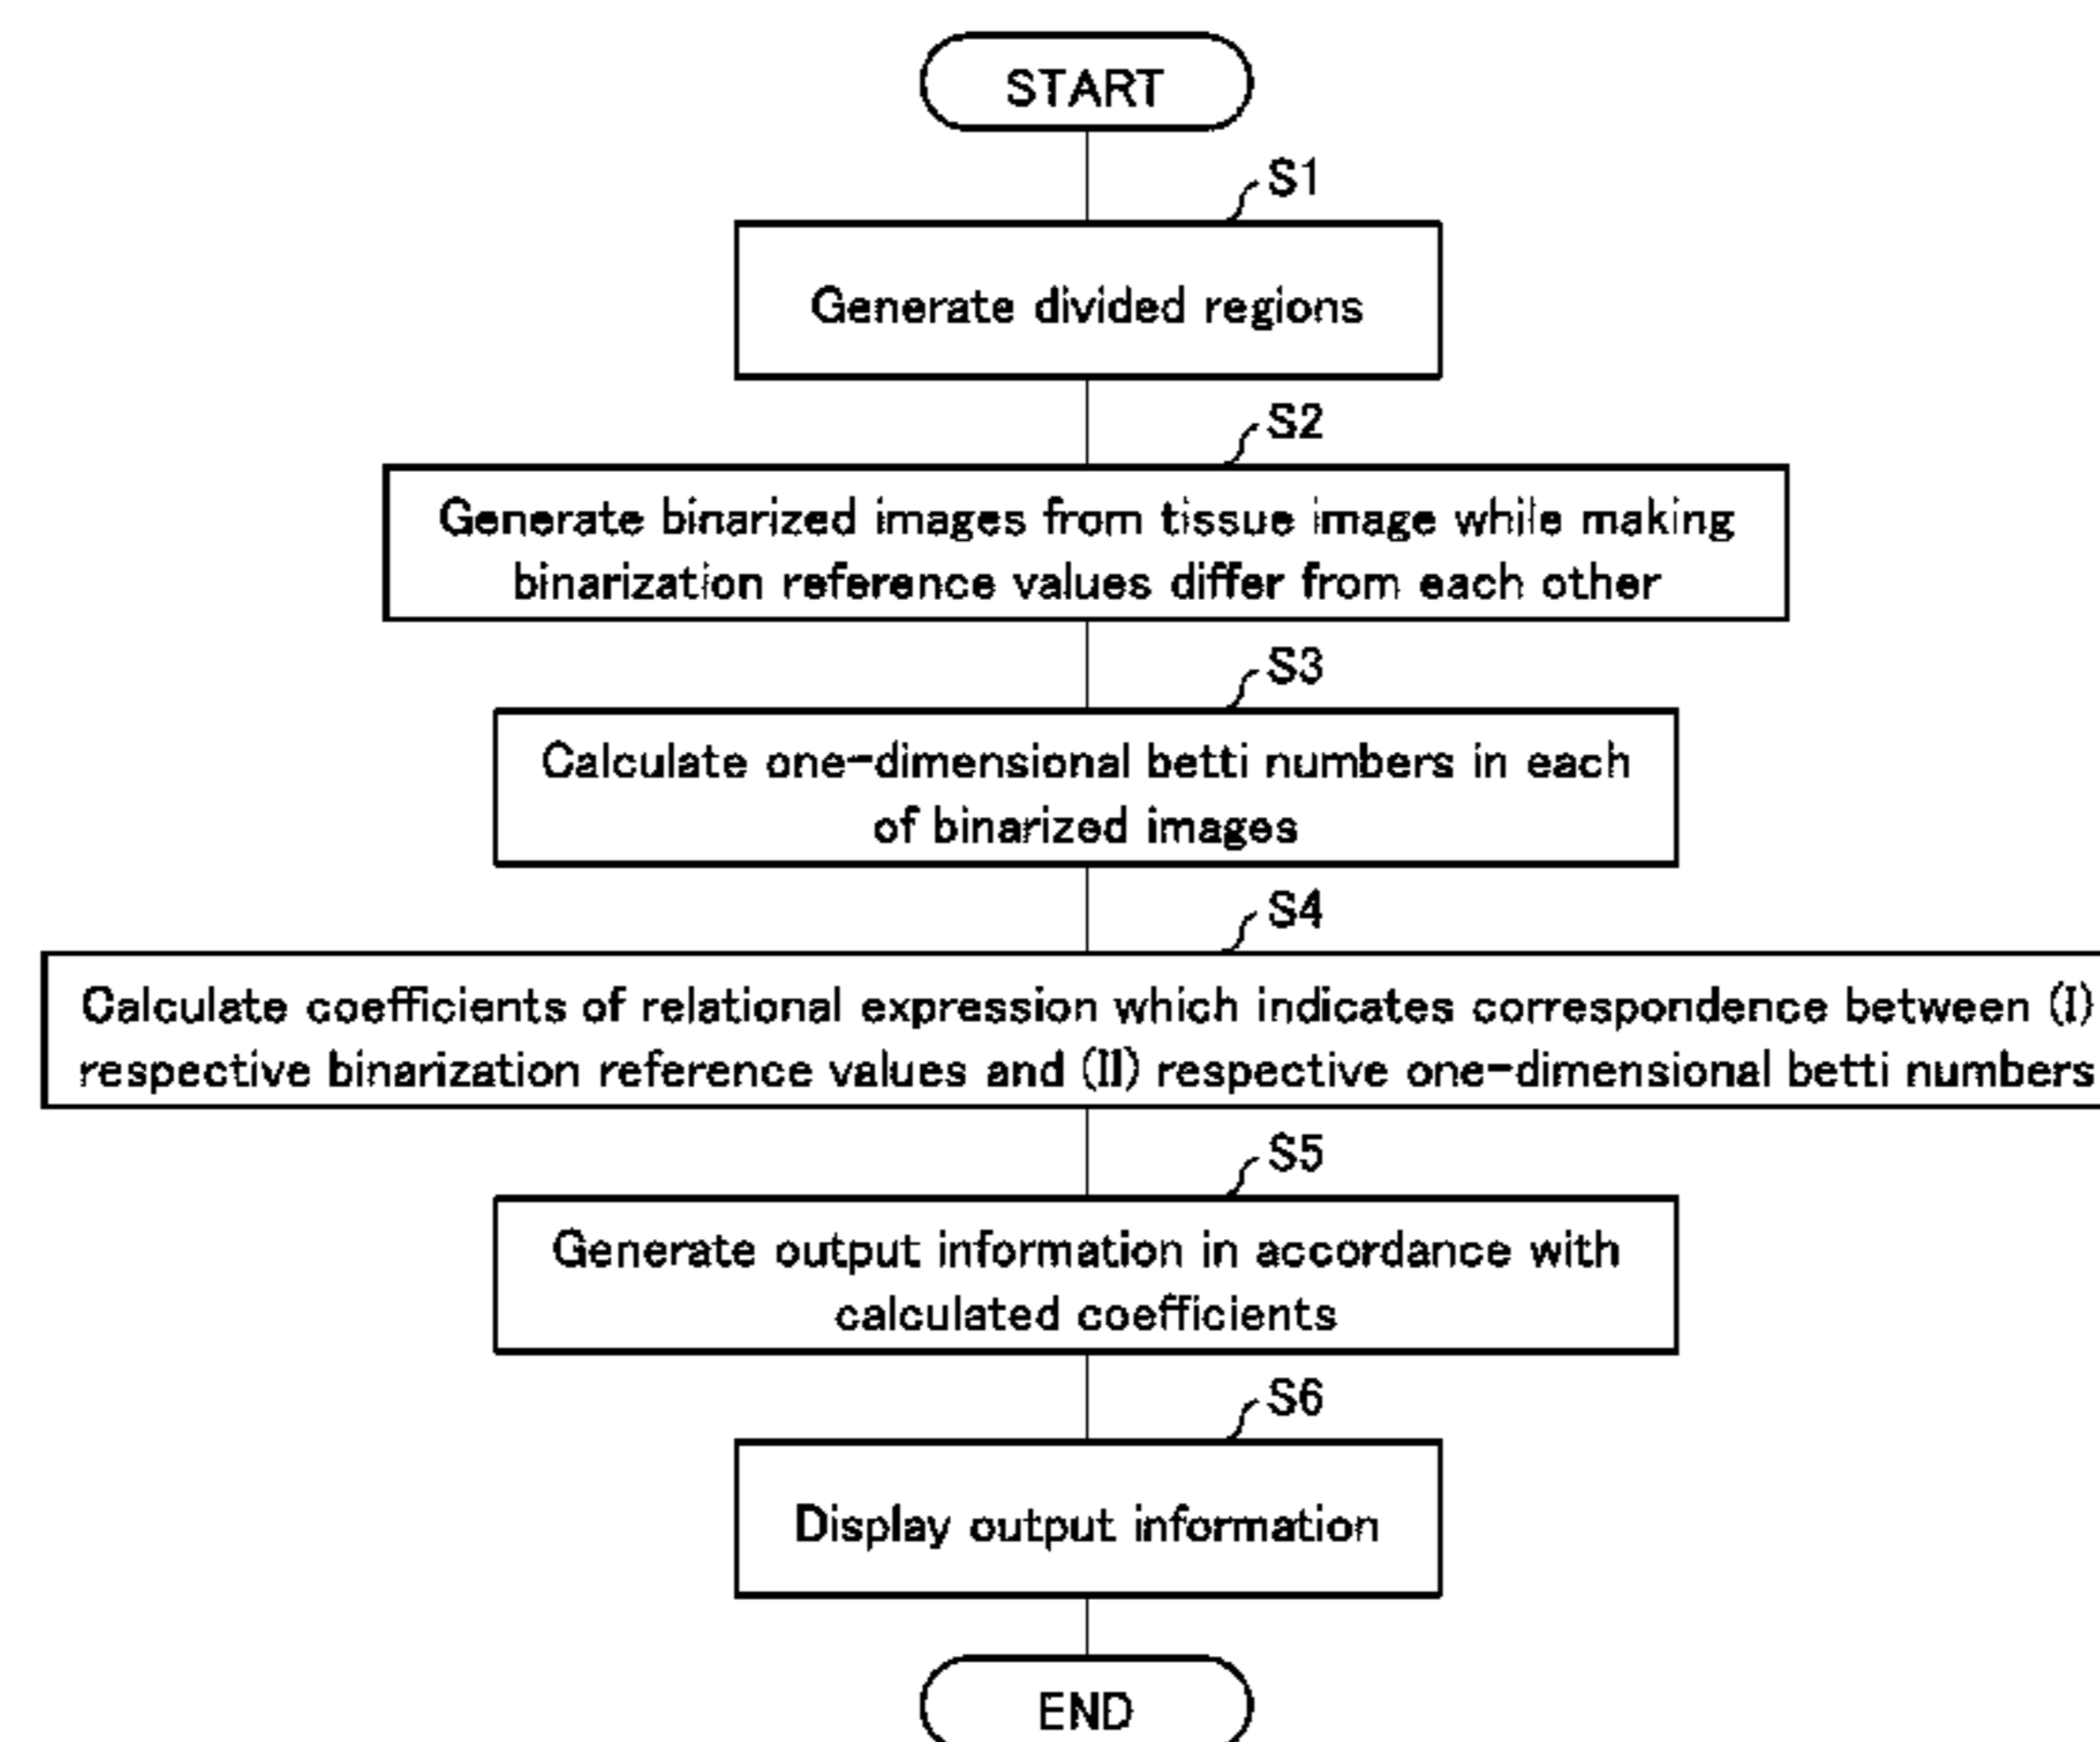 START
S1
Generate divided regions
S2
Generate binarized images from tissue image while making
binarization reference values differ from each other
S3
Calculate one-dimensional betti numbers in each
of binarized images
S4
Calculate coefficients of relational expression which indicates correspondence between (I)
respective binarization reference values and (II) respective one-dimensional betti numbers
S5
Generate output information in accordance with
calculated coefficients
S6
Display output information
END